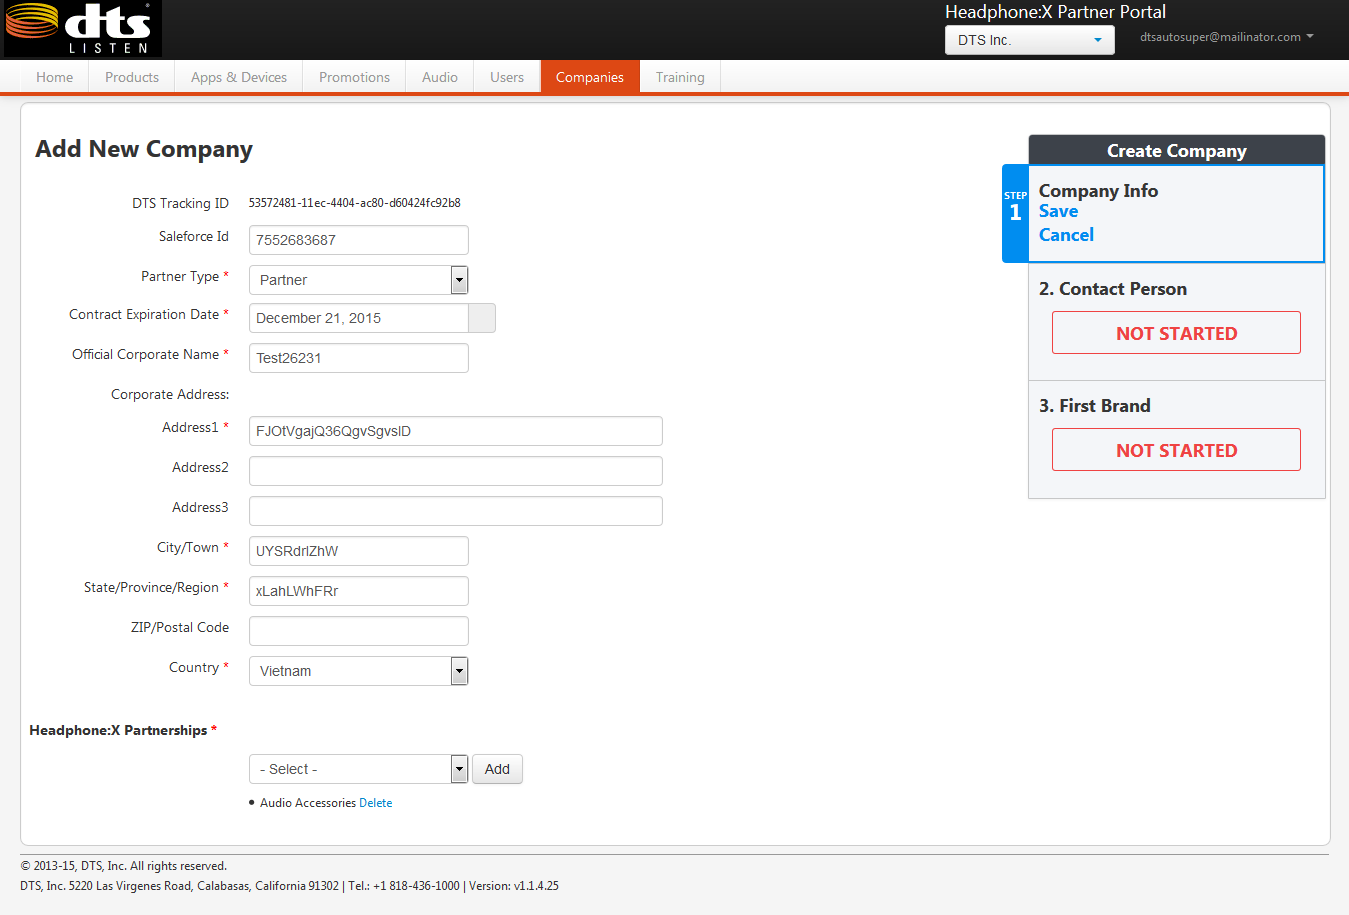 dts
LISTEN
Headphone:X Partner Portal
DTS Inc.
dtsautosuper@mailinator.com
Home Products Apps & Devices Promotions Audio Users Companies Training
Add New Company
DTS Tracking ID 53572481-11ec-4404-ac80-d60424fc92b8
Saleforce Id 7552683687
Partner Type * Partner
Contract Expiration Date * December 21, 2015
Official Corporate Name * Test26231
Corporate Address:
Address1 * FJOtVgajQ36QgvSgvsID
Address2
Address3
City/Town * UYSRdrIZhW
State/Province/Region * xLahLWhFRr
ZIP/Postal Code
Country * Vietnam
Headphone:X Partnerships *
- Select - Add
• Audio Accessories Delete
Create Company
STEP
1
Company Info
Save
Cancel
2. Contact Person
NOT STARTED
3. First Brand
NOT STARTED
© 2013-15, DTS, Inc. All rights reserved.
DTS, Inc. 5220 Las Virgenes Road, Calabasas, California 91302 | Tel.: +1 818-436-1000 | Version: v1.1.4.25